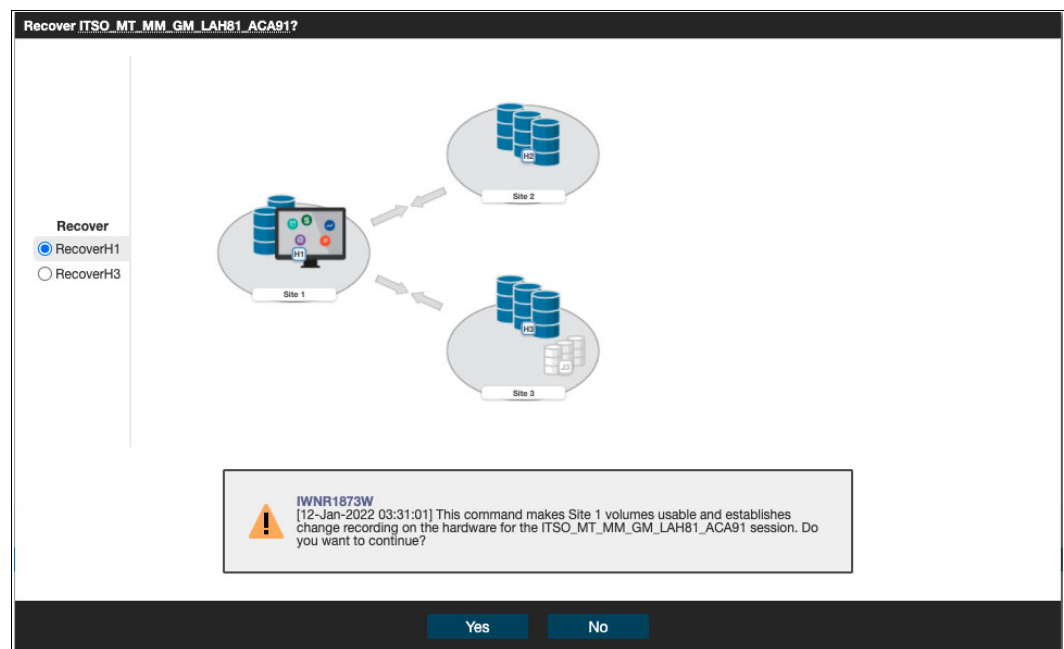 Recover ITSO_MT_MM_GM_LAH81_ACA91?
H2
Site 2
Recover
RecoverH1
RecoverH3
H1
Site 1
H3
J3
Site 3
IWNR1873W
[12-Jan-2022 03:31:01] This command makes Site 1 volumes usable and establishes
change recording on the hardware for the ITSO_MT_MM_GM_LAH81_ACA91 session. Do
you want to continue?
Yes
No